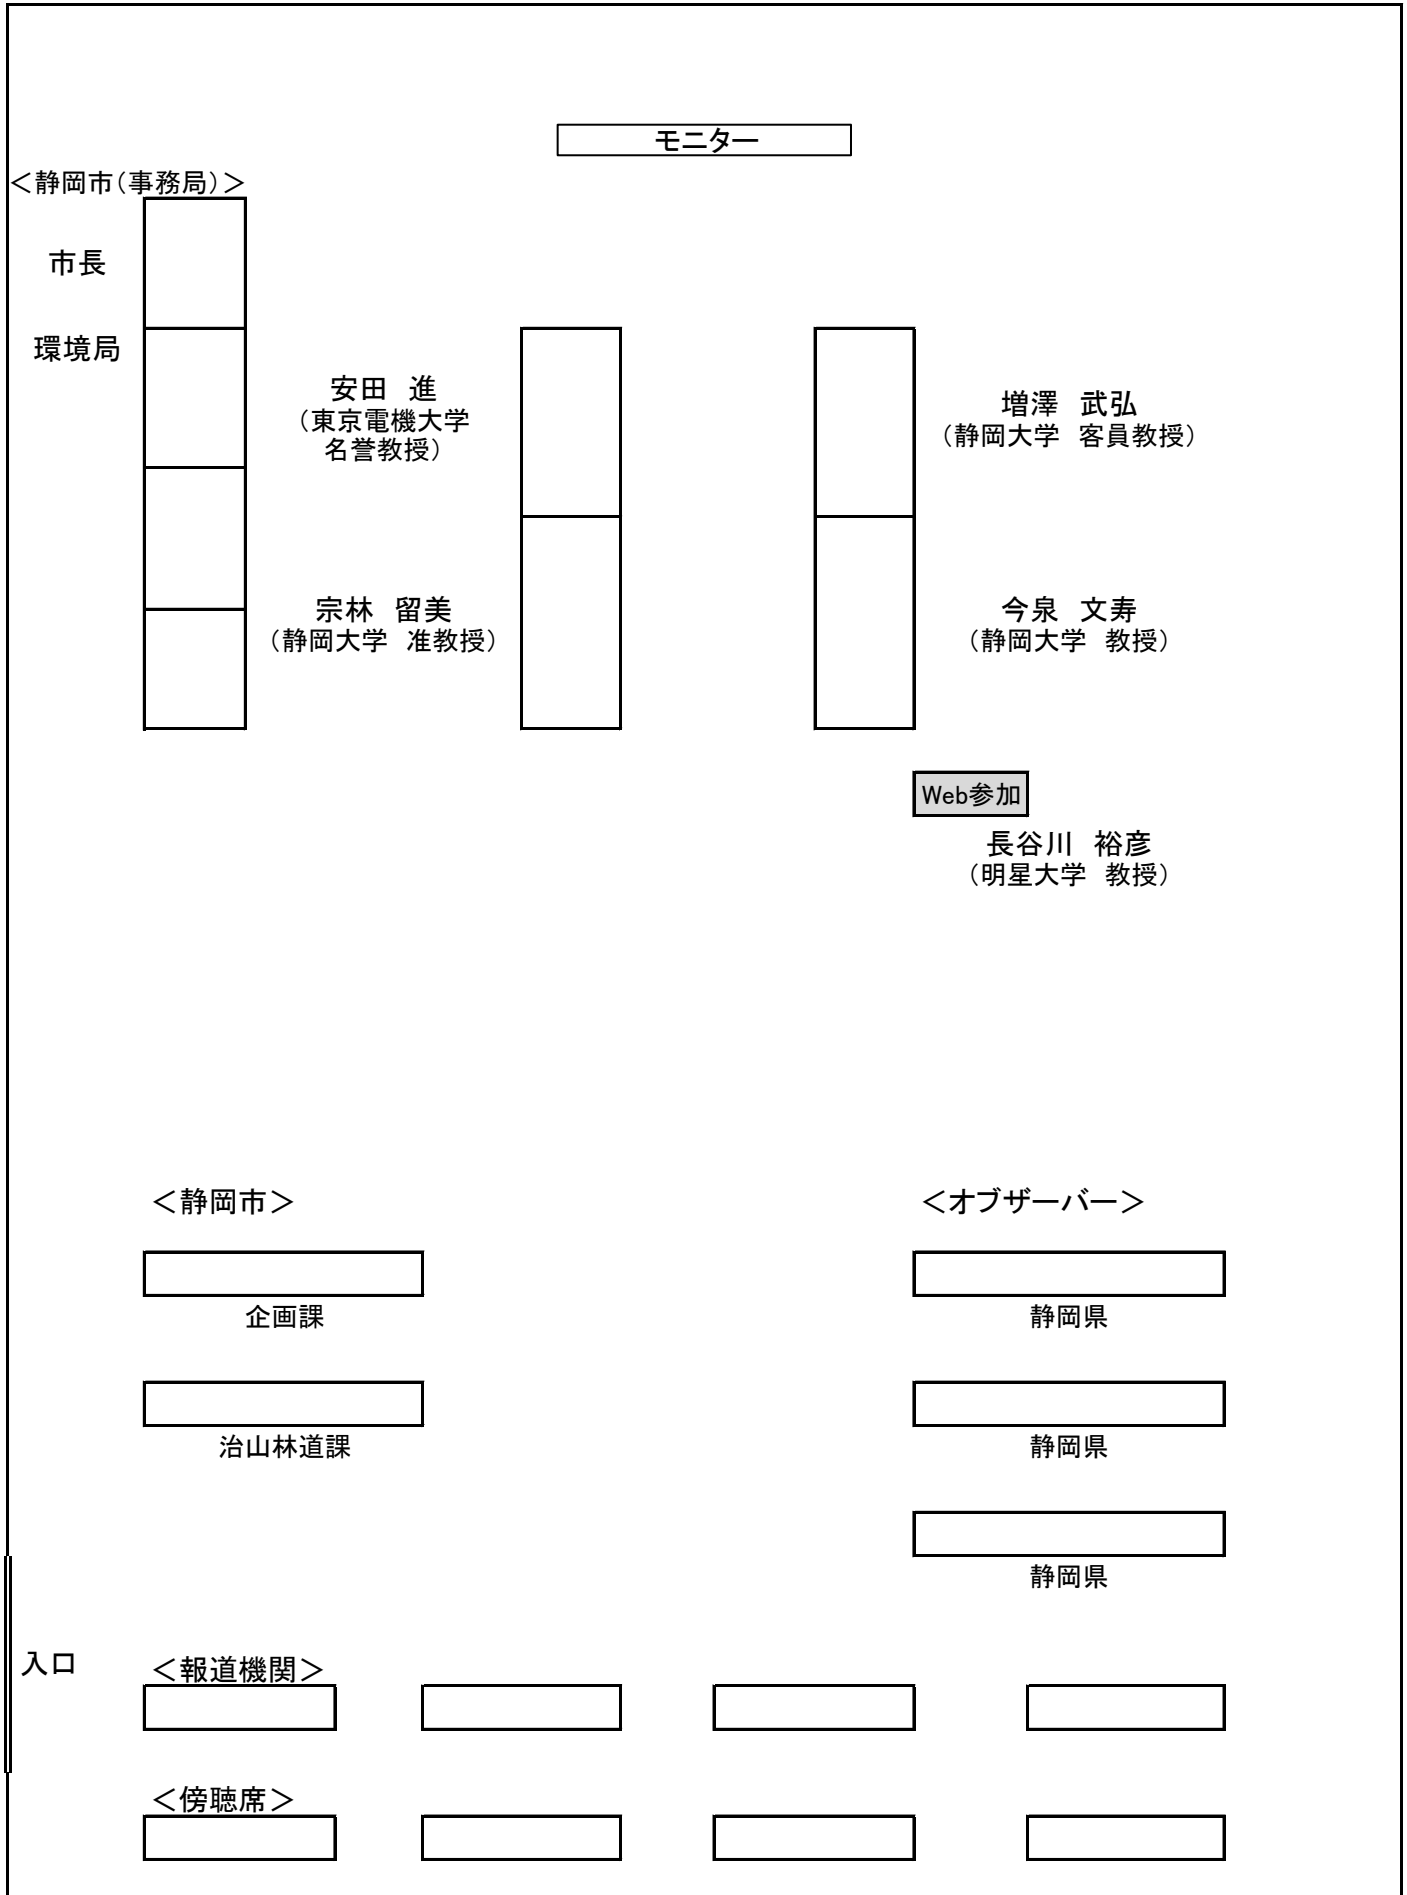 モニター
＜静岡市（事務局）＞
市長
環境局
安田　進
（東京電機大学
名誉教授）
増澤　武弘
（静岡大学　客員教授）
宗林　留美
（静岡大学　准教授）
今泉　文寿
（静岡大学　教授）
Web参加
長谷川　裕彦
（明星大学　教授）
＜静岡市＞
＜オブザーバー＞
企画課
静岡県
治山林道課
静岡県
静岡県
入口
＜報道機関＞
＜傍聴席＞